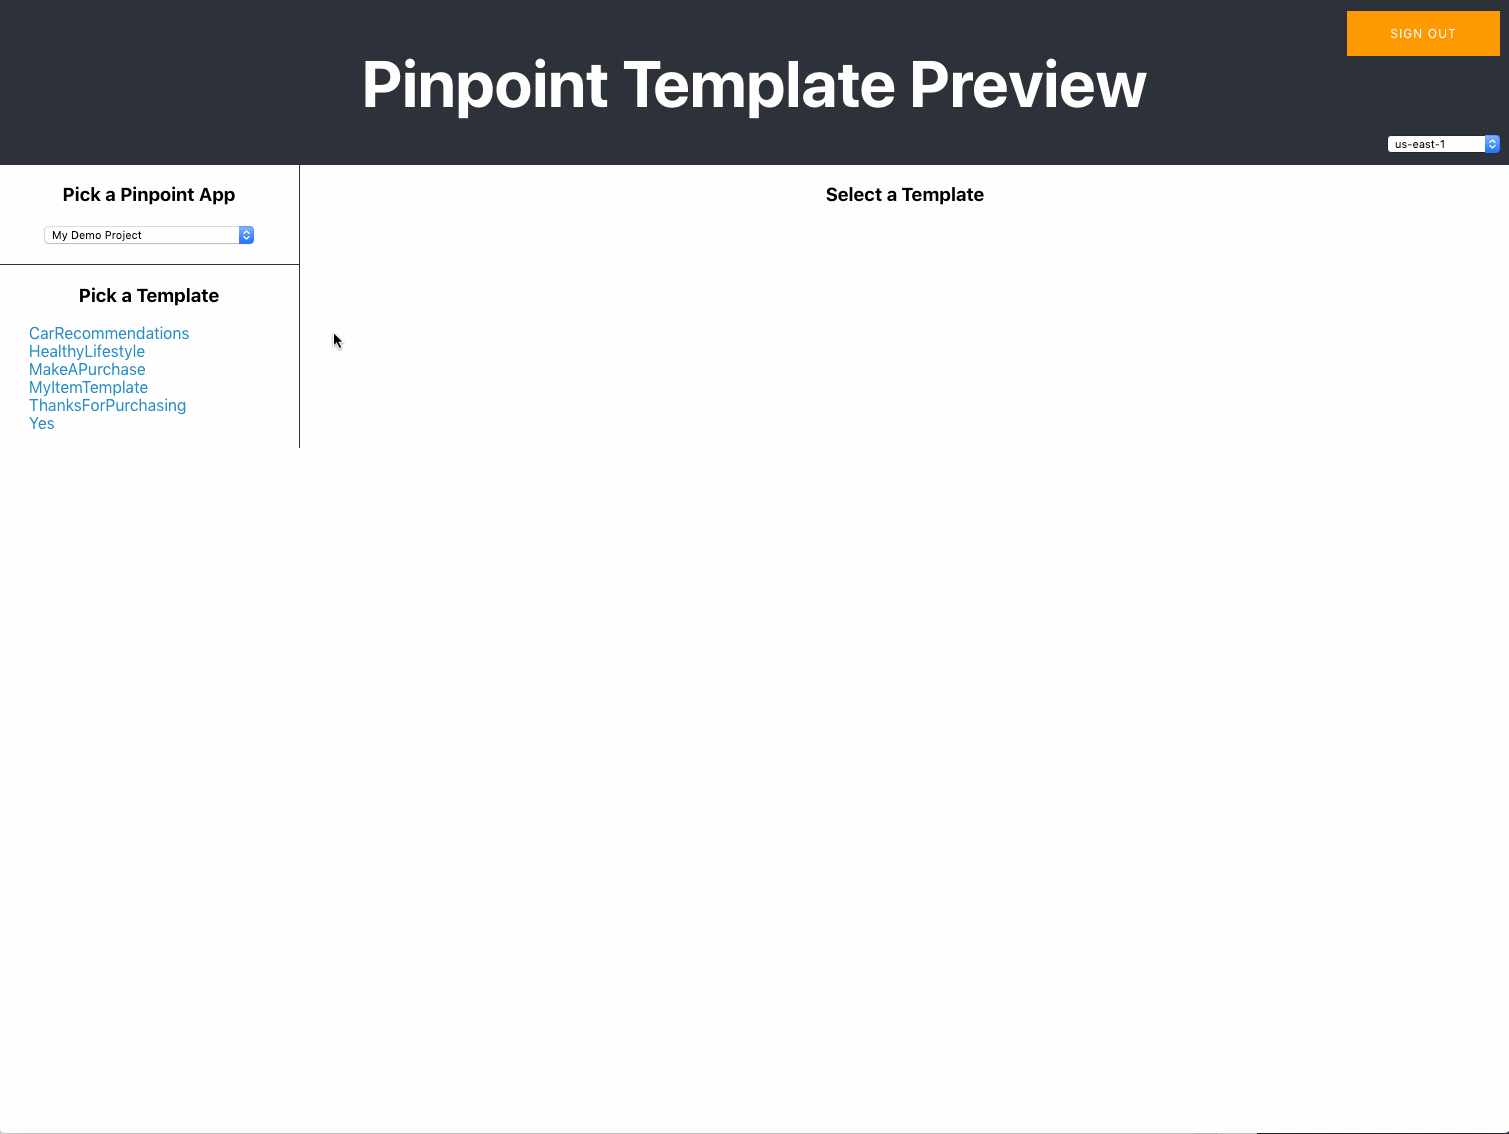 SIGN OUT
Pinpoint Template Preview
us-east-1
Pick a Pinpoint App
My Demo Project
Select a Template
Pick a Template
CarRecommendations
HealthyLifestyle
MakeAPurchase
MyItemTemplate
ThanksForPurchasing
Yes